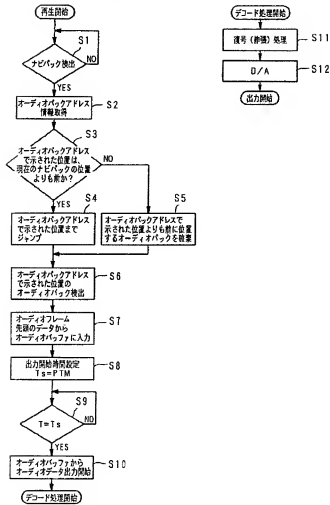 再生開始
S1
ナビパック検出
NO
YES
S2
オーディオパックアドレス
情報取得
S3
オーディオパックアドレス
で示された位置は、
現在のナビパックの位置
よりも前か?
NO
YES
S4
オーディオパックアドレス
で示された位置まで
ジャンプ
S5
オーディオパックアドレスで
示された位置よりも前に位置
するオーディオパックを破棄
S6
オーディオパックアドレス
で示された位置の
オーディオパック検出
S7
オーディオフレーム
先頭のデータから
オーディオバッファに入力
S8
出力開始時間設定
Ts=PTM
S9
T=Ts
NO
YES
S10
オーディオバッファから
オーディオデータ出力開始
デコード処理開始
デコード処理開始
S11
復号(伸張)処理
S12
D/A
出力開始